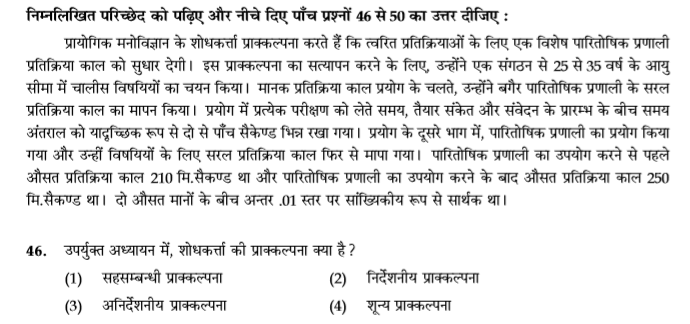 निम्नलिखित परिच्छेद को पढ़िए और नीचे दिए पाँच प्रश्नों 46 से 50 का उत्तर दीजिए :
प्रायोगिक मनोविज्ञान के शोधकर्त्ता प्राक्कल्पना करते हैं कि त्वरित प्रतिक्रियाओं के लिए एक विशेष पारितोषिक प्रणाली
प्रतिक्रिया काल को सुधार देगी। इस प्राक्कल्पना का सत्यापन करने के लिए, उन्होंने एक संगठन से 25 से 35 वर्ष के आयु
सीमा में चालीस विषयियों का चयन किया। मानक प्रतिक्रिया काल प्रयोग के चलते, उन्होंने बगैर पारितोषिक प्रणाली के सरल
प्रतिक्रिया काल का मापन किया। प्रयोग में प्रत्येक परीक्षण को लेते समय, तैयार संकेत और संवेदन के प्रारम्भ के बीच समय
अंतराल को यादृच्छिक रूप से दो से पाँच सैकेण्ड भिन्न रखा गया। प्रयोग के दूसरे भाग में, पारितोषिक प्रणाली का प्रयोग किया
गया और उन्हीं विषयियों के लिए सरल प्रतिक्रिया काल फिर से मापा गया। पारितोषिक प्रणाली का उपयोग करने से पहले
औसत प्रतिक्रिया काल 210 मि.सैकण्ड था और पारितोषिक प्रणाली का उपयोग करने के बाद औसत प्रतिक्रिया काल 250
मि.सैकण्ड था। दो औसत मानों के बीच अन्तर .01 स्तर पर सांख्यिकीय रूप से सार्थक था।
46. उपर्युक्त अध्ययन में, शोधकर्त्ता की प्राक्कल्पना क्या है ?
(1) सहसम्बन्धी प्राक्कल्पना (2) निर्देशनीय प्राक्कल्पना
(3) अनिर्देशनीय प्राक्कल्पना (4) शून्य प्राक्कल्पना